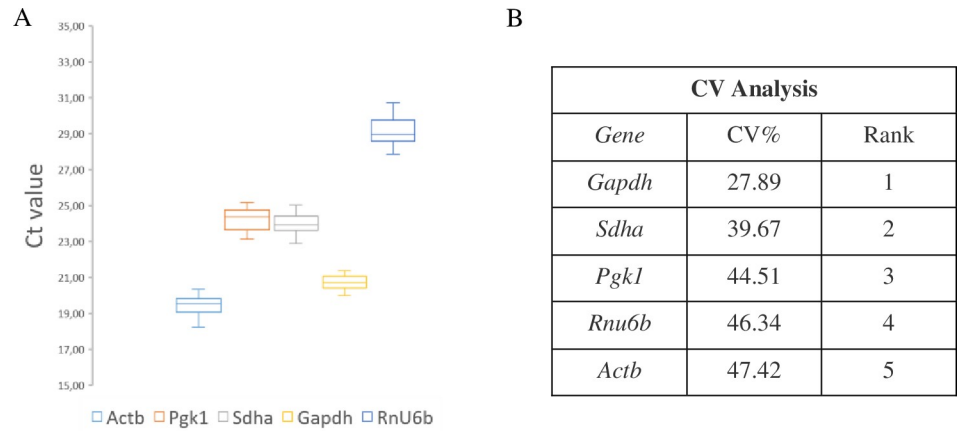 A
B
Ct value
35,00
33,00
31,00
29,00
27,00
25,00
23,00
21,00
19,00
17,00
15,00
Actb Pgk1 Sdha Gapdh RnU6b
CV Analysis
Gene CV% Rank
Gapdh 27.89 1
Sdha 39.67 2
Pgk1 44.51 3
Rnu6b 46.34 4
Actb 47.42 5